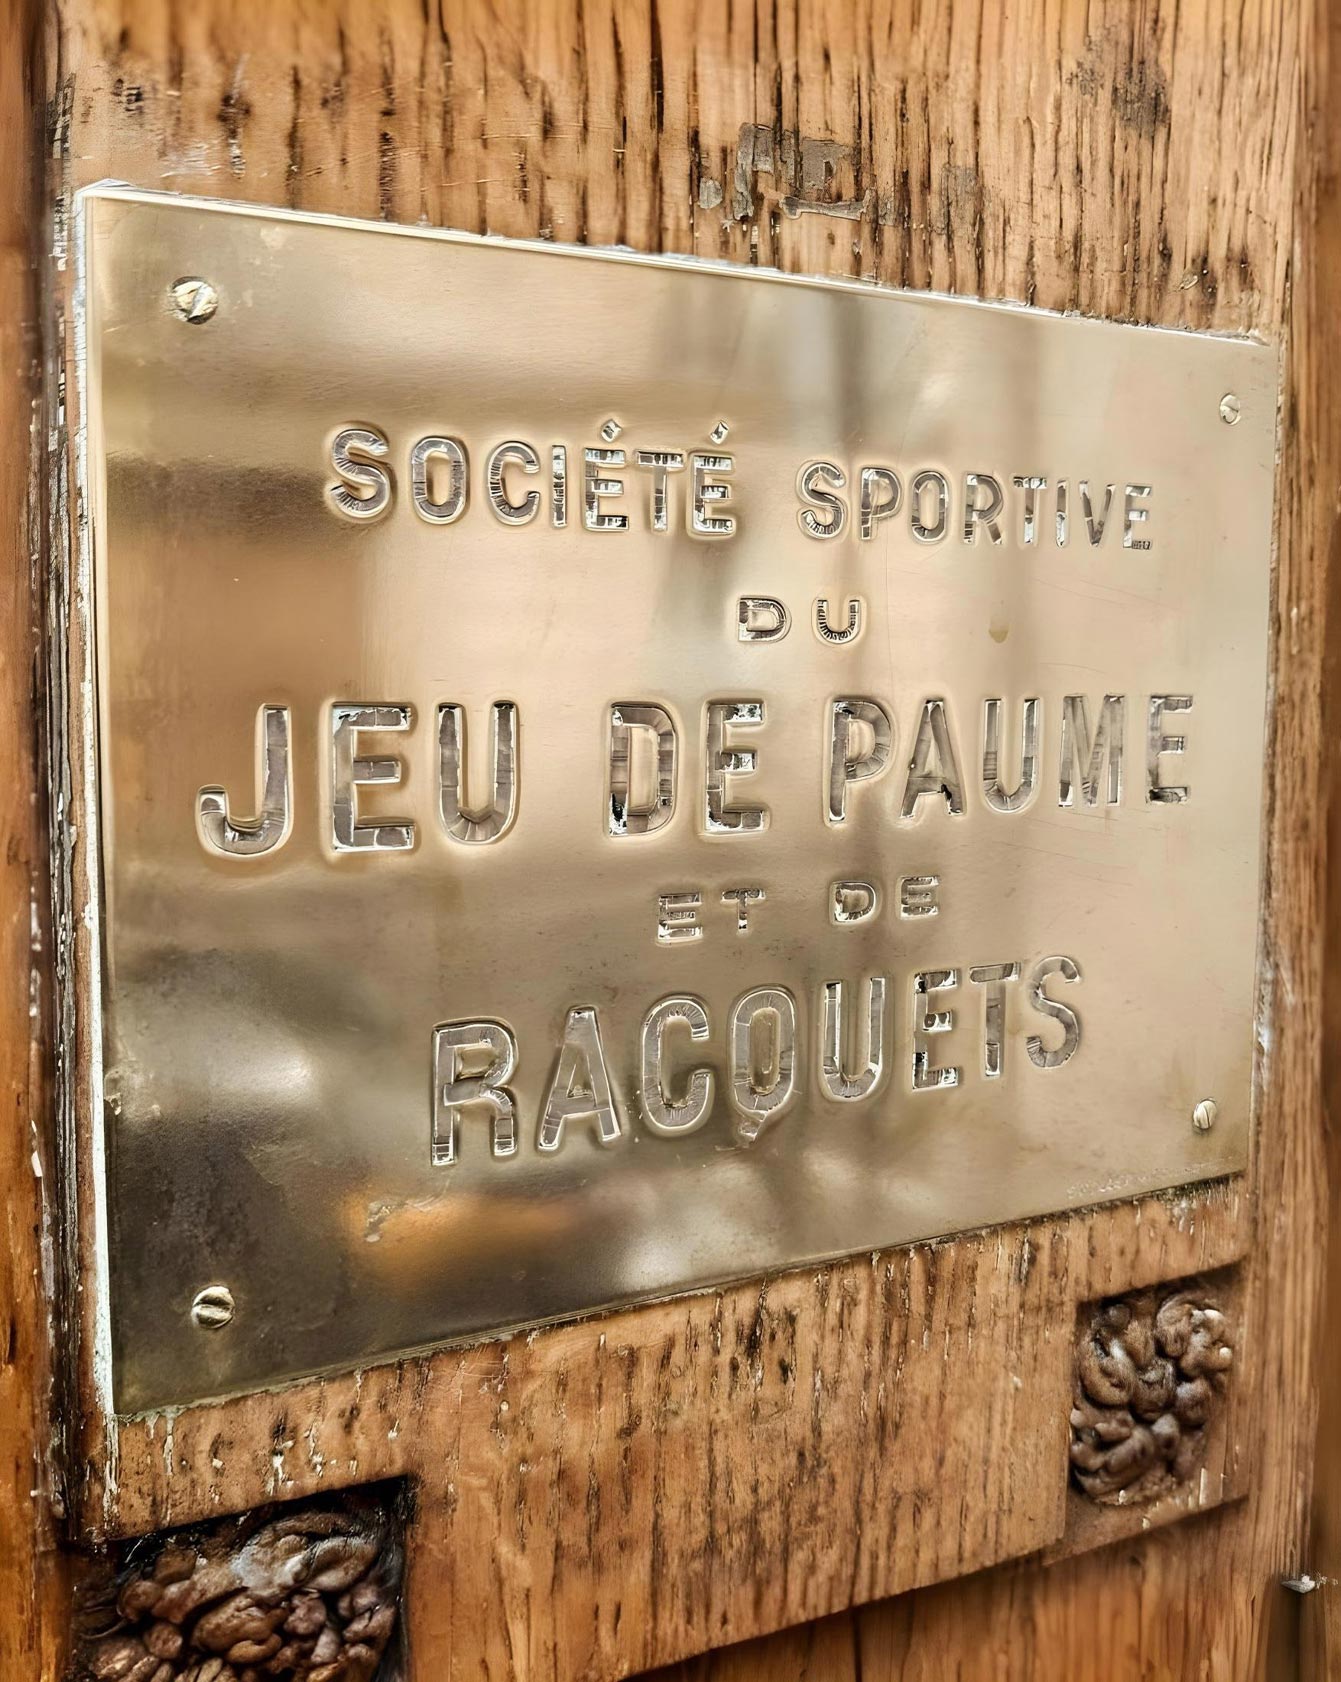 SOCIÉTÉ SPORTIVE
DU
JEU DE PAUME
ET DE
RACQUETS